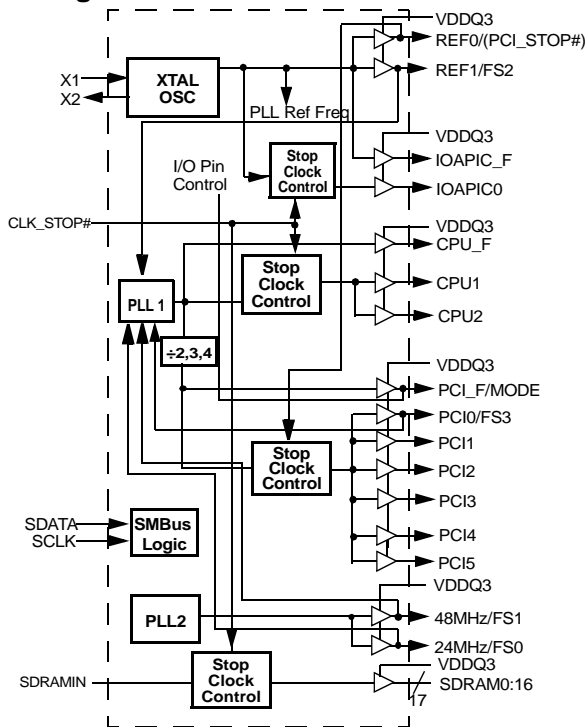 VDDQ3
REF0/(PCI_STOP#)
X1
X2
XTAL
OSC
REF1/FS2
PLL Ref Freq
VDDQ3
I/O Pin
Control
Stop
Clock
Control
IOAPIC_F
IOAPIC0
CLK_STOP#
VDDQ3
CPU_F
PLL 1
Stop
Clock
Control
CPU1
CPU2
÷2,3,4
VDDQ3
PCI_F/MODE
PCI0/FS3
Stop
Clock
Control
PCI1
PCI2
PCI3
SDATA
SCLK
SMBus
Logic
PCI4
PCI5
VDDQ3
PLL2
48MHz/FS1
24MHz/FS0
VDDQ3
SDRAMIN
Stop
Clock
Control
SDRAM0:16
17